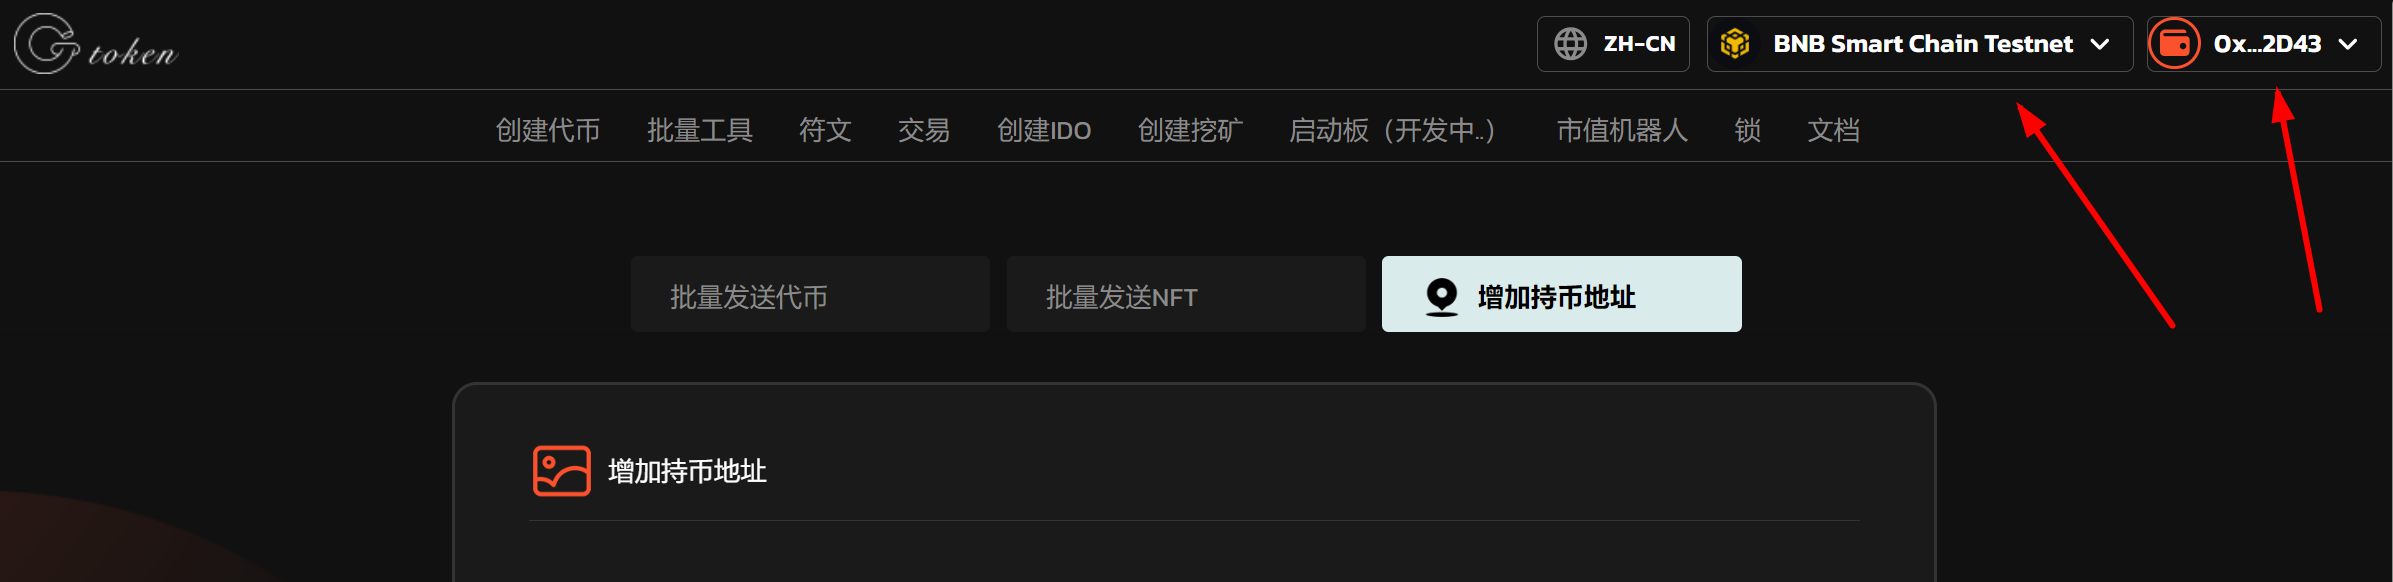 Gtoken
ZH-CN
BNB Smart Chain Testnet
0x...2D43
创建代币 批量工具 符文 交易 创建IDO 创建挖矿 启动板（开发中..） 市值机器人 锁 文档
批量发送代币 批量发送NFT 增加持币地址
增加持币地址